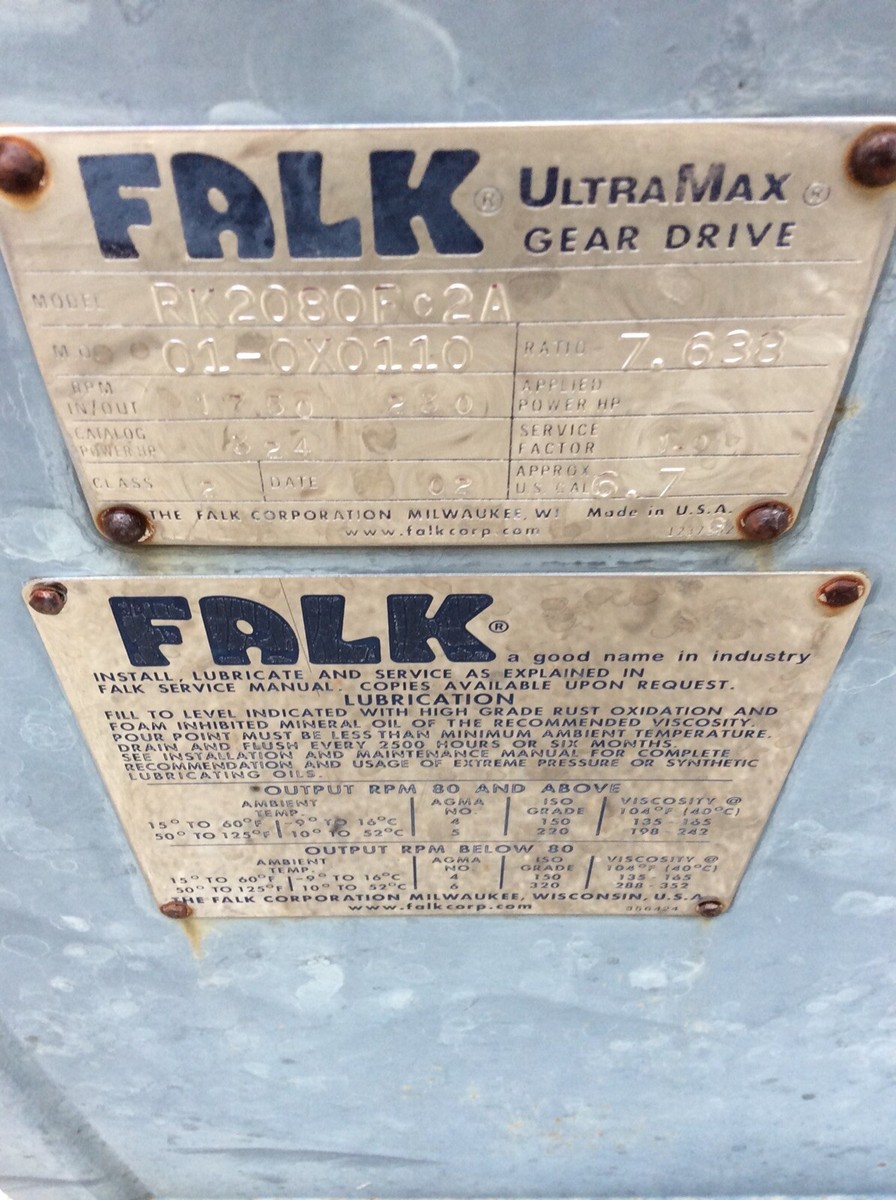 FALK® ULTRAMAX®
GEAR DRIVE
MODEL RK2080F 2A
M.O. 01-0X0110 RATIO 7.638
RPM IN/OUT 1750 230 APPLIED POWER HP
CATALOG POWER HP SERVICE FACTOR
CLASS DATE 02 APPROX U.S. GAL 6.7
THE FALK CORPORATION MILWAUKEE, WI Made in U.S.A.
www.falkcorp.com
FALK®
a good name in industry
INSTALL, LUBRICATE AND SERVICE AS EXPLAINED IN
FALK SERVICE MANUAL. COPIES AVAILABLE UPON REQUEST.
LUBRICATION
FILL TO LEVEL INDICATED WITH HIGH GRADE RUST OXIDATION AND
FOAM INHIBITED MINERAL OIL OF THE RECOMMENDED VISCOSITY.
POUR POINT MUST BE LESS THAN MINIMUM AMBIENT TEMPERATURE.
DRAIN AND FLUSH EVERY 2500 HOURS OR SIX MONTHS.
SEE INSTALLATION AND MAINTENANCE MANUAL FOR COMPLETE
RECOMMENDATION AND USAGE OF EXTREME PRESSURE OR SYNTHETIC
LUBRICATING OILS.
OUTPUT RPM 80 AND ABOVE
AMBIENT TEMP. AGMA NO. ISO GRADE VISCOSITY @ 104°F (40°C)
15° TO 60°F -9° TO 16°C 4 150 135-165
50° TO 125°F 10° TO 52°C 5 220 198-242
OUTPUT RPM BELOW 80
AMBIENT TEMP. AGMA NO. ISO GRADE VISCOSITY @ 104°F (40°C)
15° TO 60°F -9° TO 16°C 4 150 135-165
50° TO 125°F 10° TO 52°C 6 320 288-352
THE FALK CORPORATION MILWAUKEE, WISCONSIN, U.S.A.
www.falkcorp.com